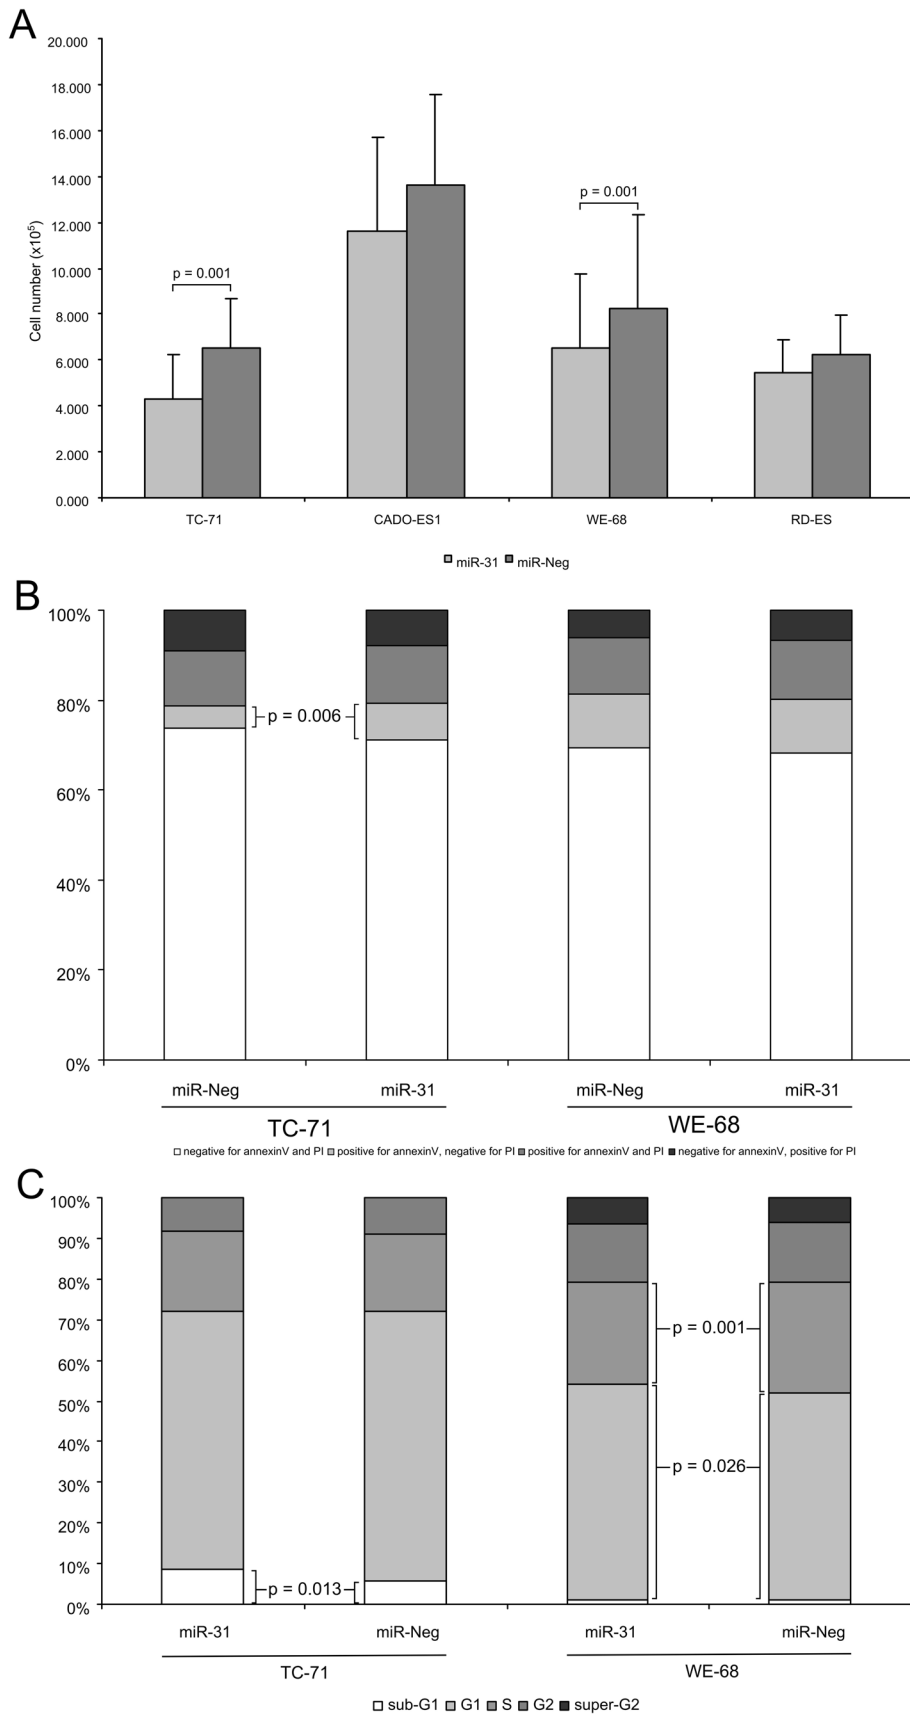 A
20.000
18.000
16.000
14.000
12.000
10.000
8.000
6.000
4.000
2.000
0.000
Cell number (x10⁵)
p = 0.001
p = 0.001
TC-71 CADO-ES1 WE-68 RD-ES
miR-31 miR-Neg
B
100%
80%
60%
40%
20%
0%
p = 0.006
miR-Neg miR-31 miR-Neg miR-31
TC-71 WE-68
negative for annexinV and PI positive for annexinV, negative for PI positive for annexinV and PI negative for annexinV, positive for PI
C
100%
90%
80%
70%
60%
50%
40%
30%
20%
10%
0%
p = 0.001
p = 0.026
p = 0.013
miR-31 miR-Neg miR-31 miR-Neg
TC-71 WE-68
sub-G1 G1 S G2 super-G2